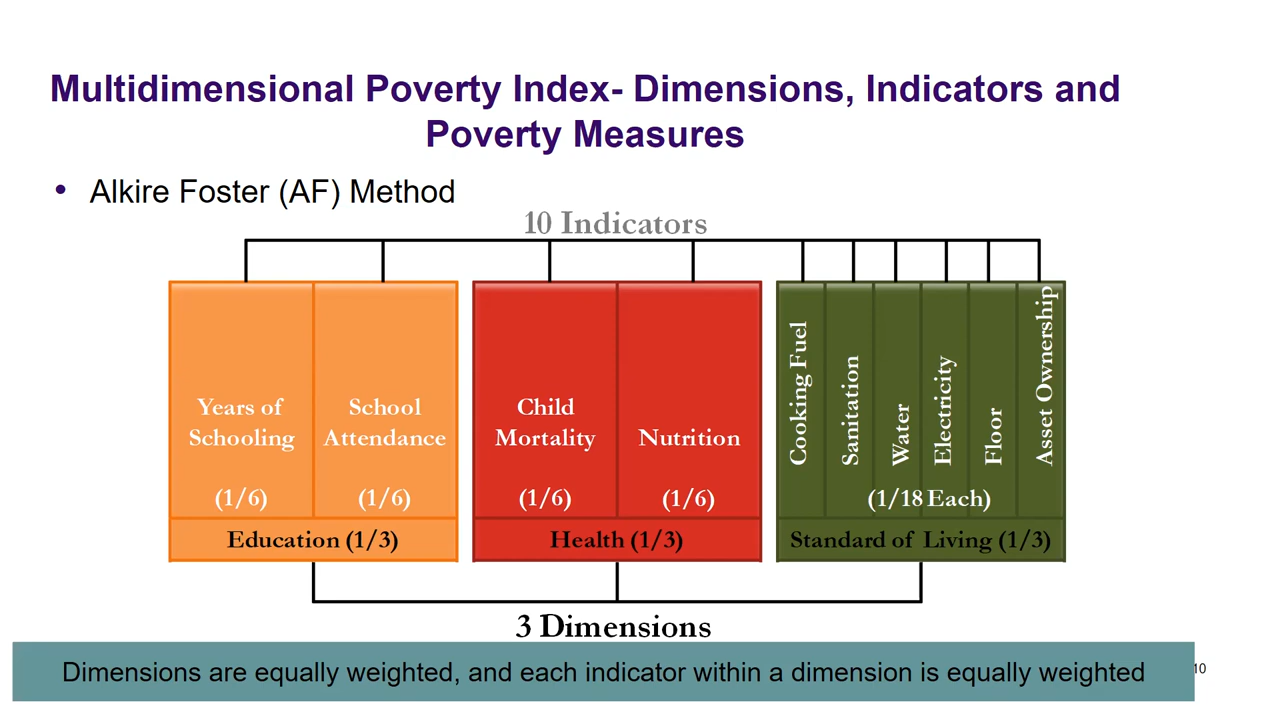 Multidimensional Poverty Index- Dimensions, Indicators and
Poverty Measures
• Alkire Foster (AF) Method
10 Indicators
Years of
Schooling
(1/6)
School
Attendance
(1/6)
Education (1/3)
Child
Mortality
(1/6)
Nutrition
(1/6)
Health (1/3)
Cooking Fuel
Sanitation
Water
Electricity
Floor
Asset Ownership
(1/18 Each)
Standard of Living (1/3)
3 Dimensions
Dimensions are equally weighted, and each indicator within a dimension is equally weighted
10